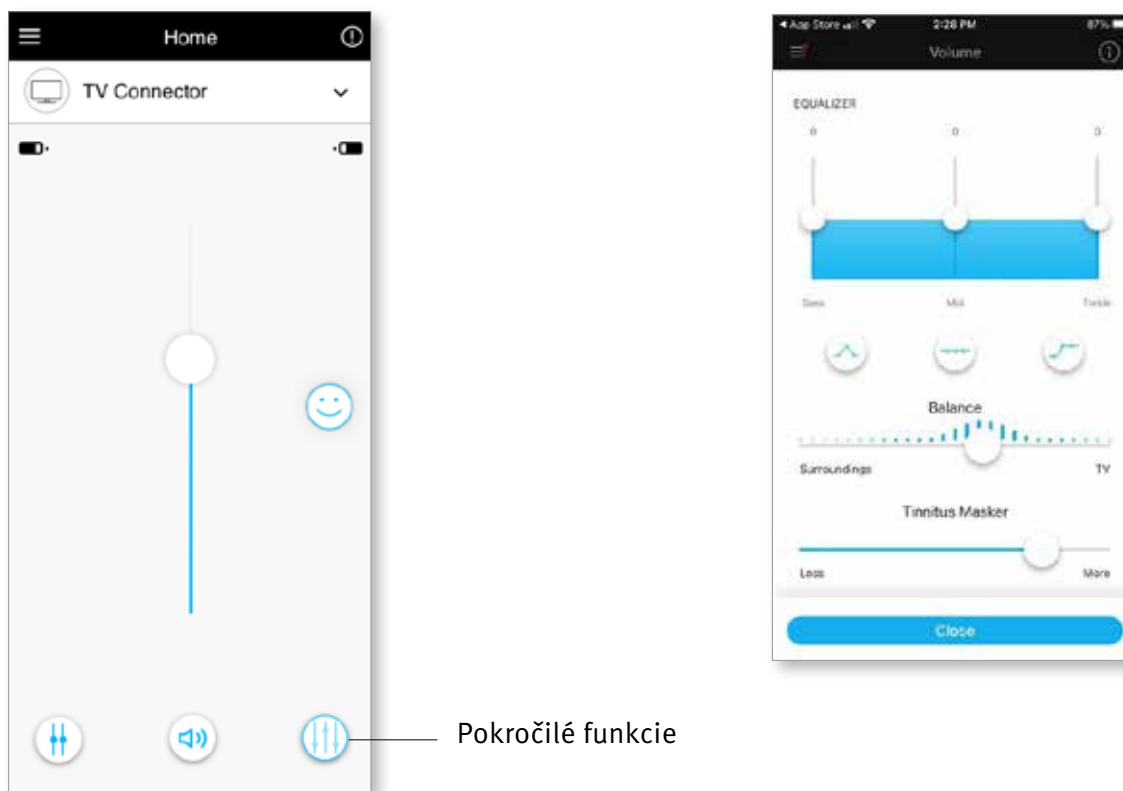 Home
TV Connector
Pokročilé funkcie
App Store
2:28 PM
87%
Volume
EQUALIZER
0 0 0
Bass Mid Treble
Balance
Surroundings TV
Tinnitus Masker
Less More
Close